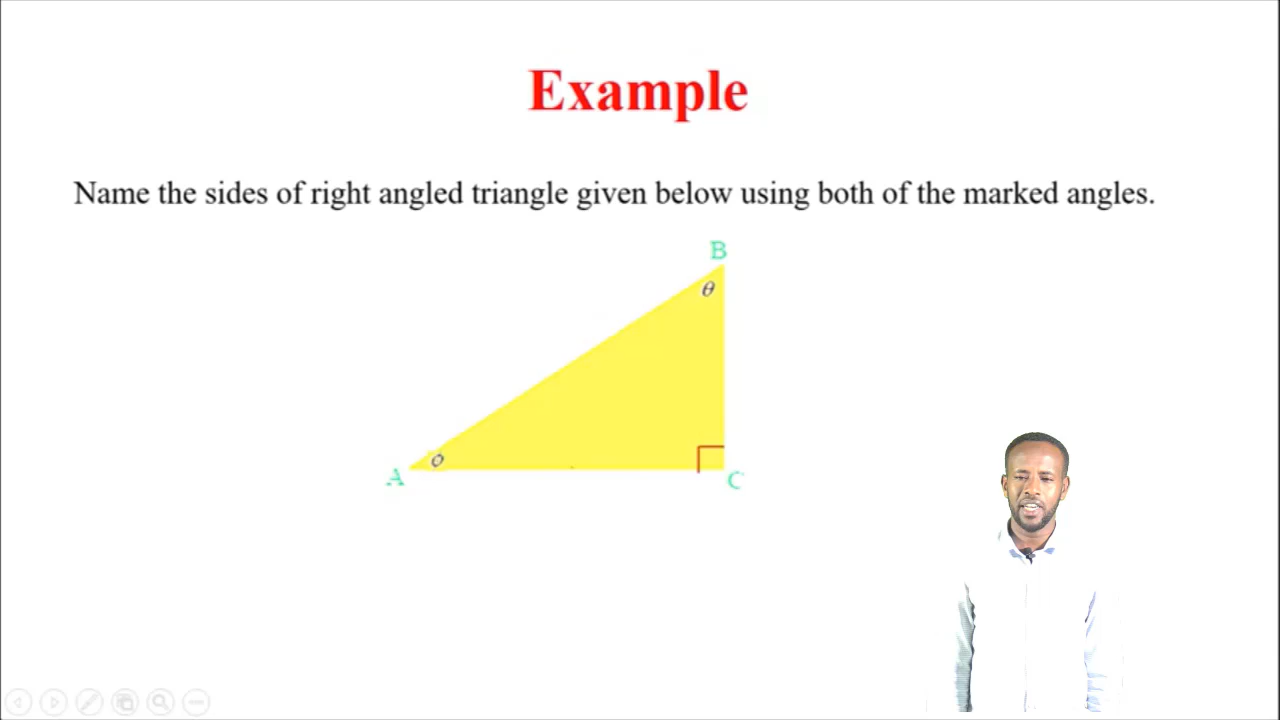 Example
Name the sides of right angled triangle given below using both of the marked angles.
B
θ
A
θ
C